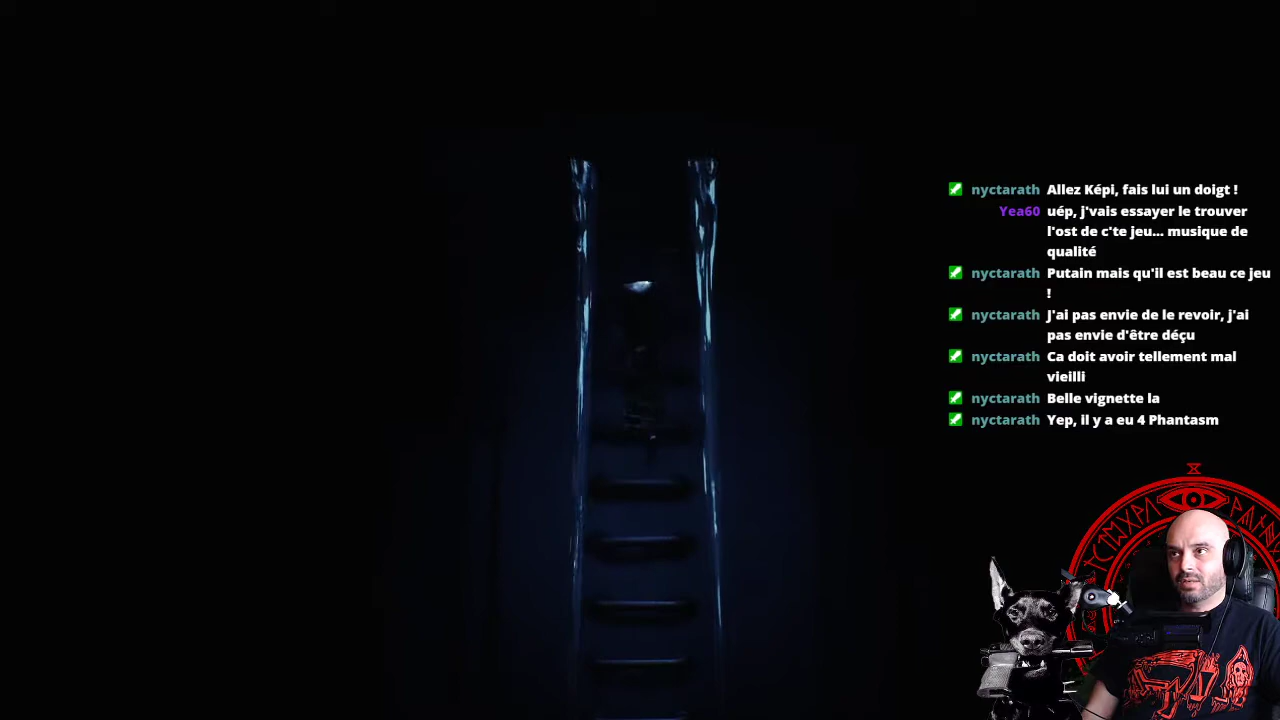 nyctarath Allez Képi, fais lui un doigt !
Yea60 uép, j'vais essayer le trouver
l'ost de c'te jeu... musique de
qualité
nyctarath Putain mais qu'il est beau ce jeu
!
nyctarath J'ai pas envie de le revoir, j'ai
pas envie d'être déçu
nyctarath Ca doit avoir tellement mal
vieilli
nyctarath Belle vignette la
nyctarath Yep, il y a eu 4 Phantasm